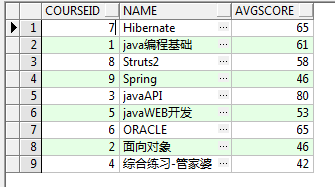 COURSEID NAME AVGSCORE
1 7 Hibernate ··· 65
2 1 java编程基础 ··· 61
3 8 Struts2 ··· 58
4 9 Spring ··· 46
5 3 javaAPI ··· 80
6 5 javaWEB开发 ··· 53
7 6 ORACLE ··· 65
8 2 面向对象 ··· 46
9 4 综合练习-管家婆 ··· 42